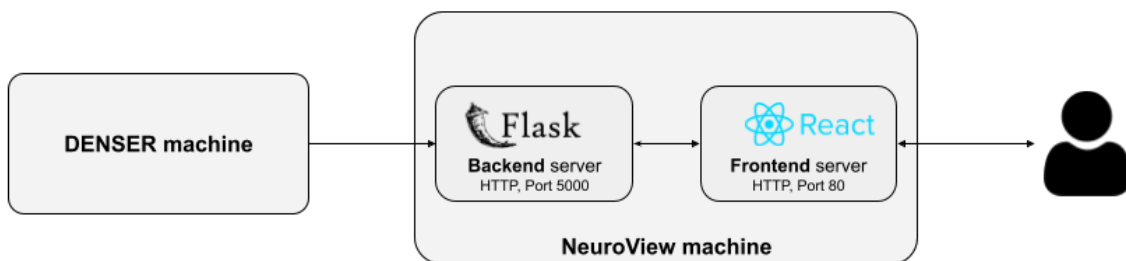 DENSER machine
Flask
Backend server
HTTP, Port 5000
React
Frontend server
HTTP, Port 80
NeuroView machine